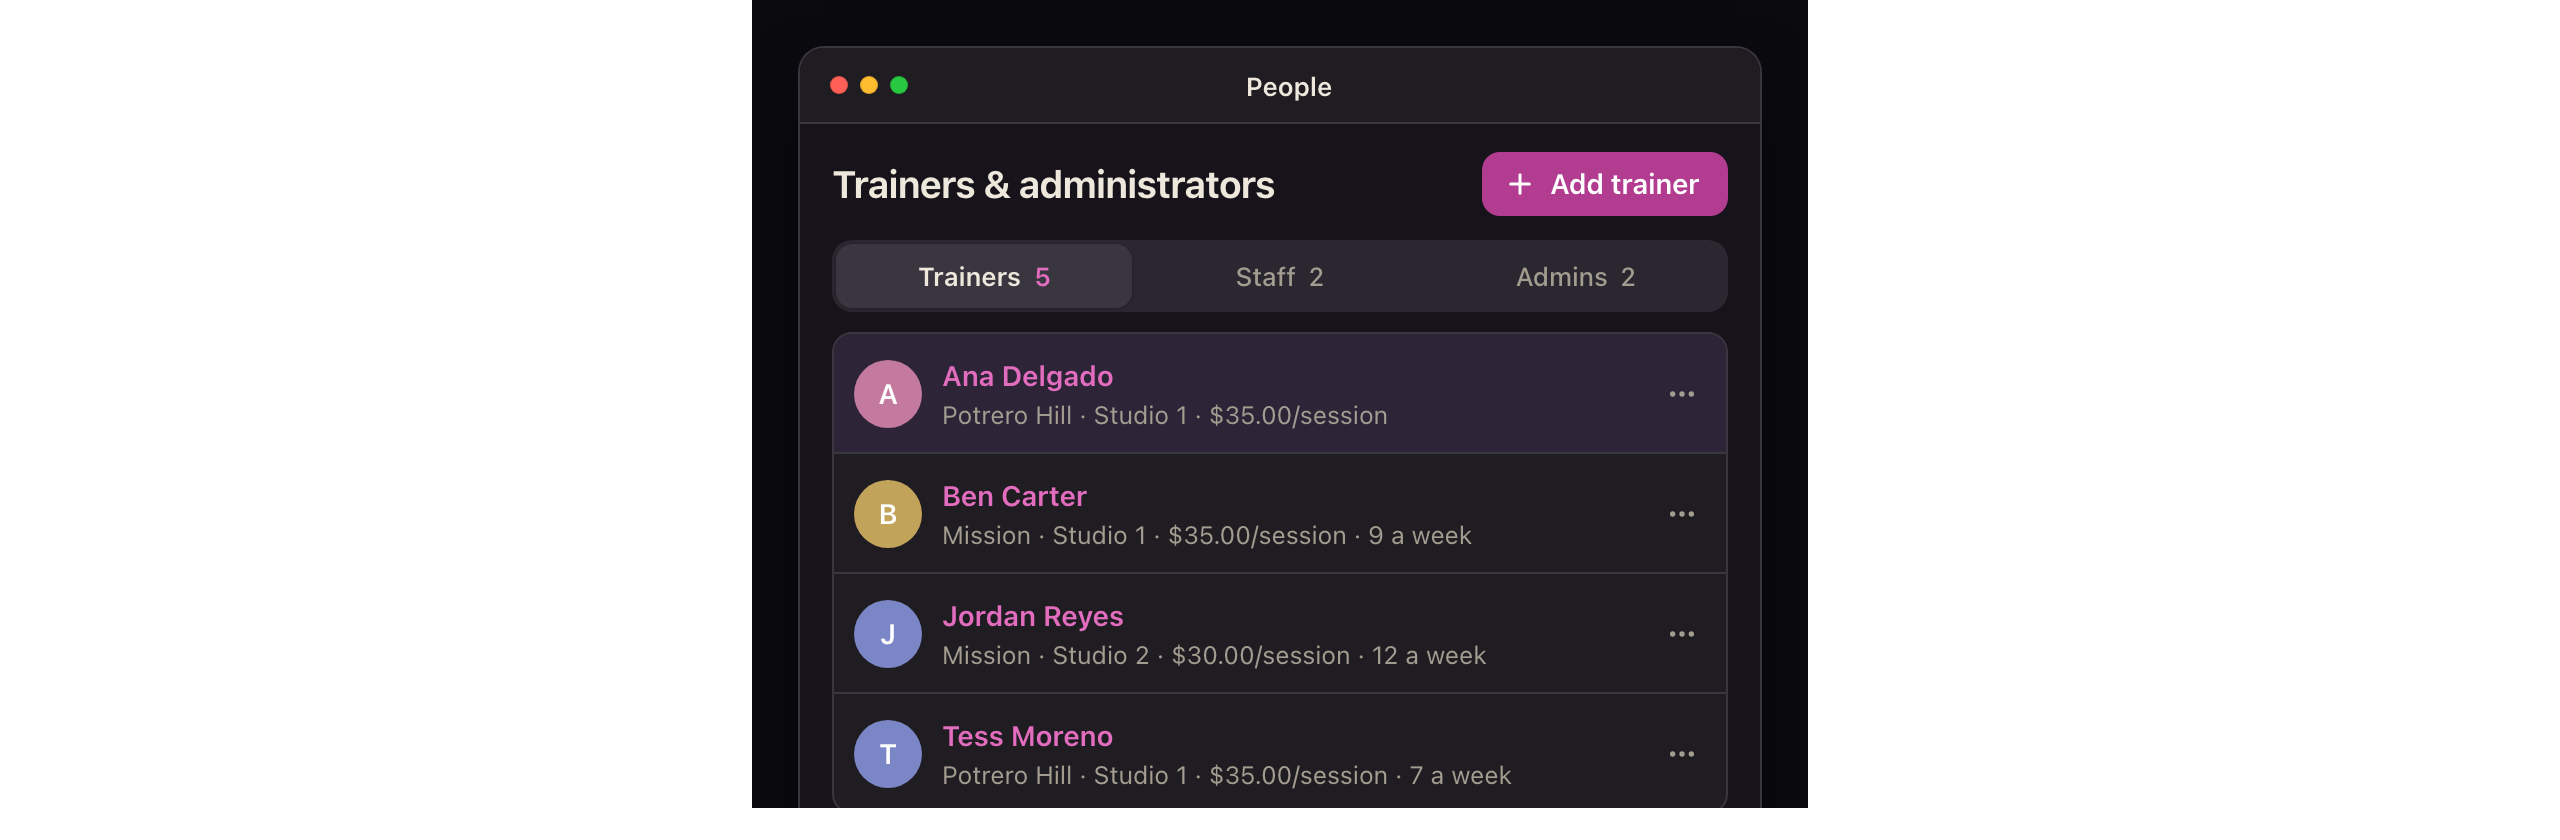 People
Trainers & administrators
+ Add trainer
Trainers 5
Staff 2
Admins 2
A
Ana Delgado
Potrero Hill · Studio 1 · $35.00/session
B
Ben Carter
Mission · Studio 1 · $35.00/session · 9 a week
J
Jordan Reyes
Mission · Studio 2 · $30.00/session · 12 a week
T
Tess Moreno
Potrero Hill · Studio 1 · $35.00/session · 7 a week